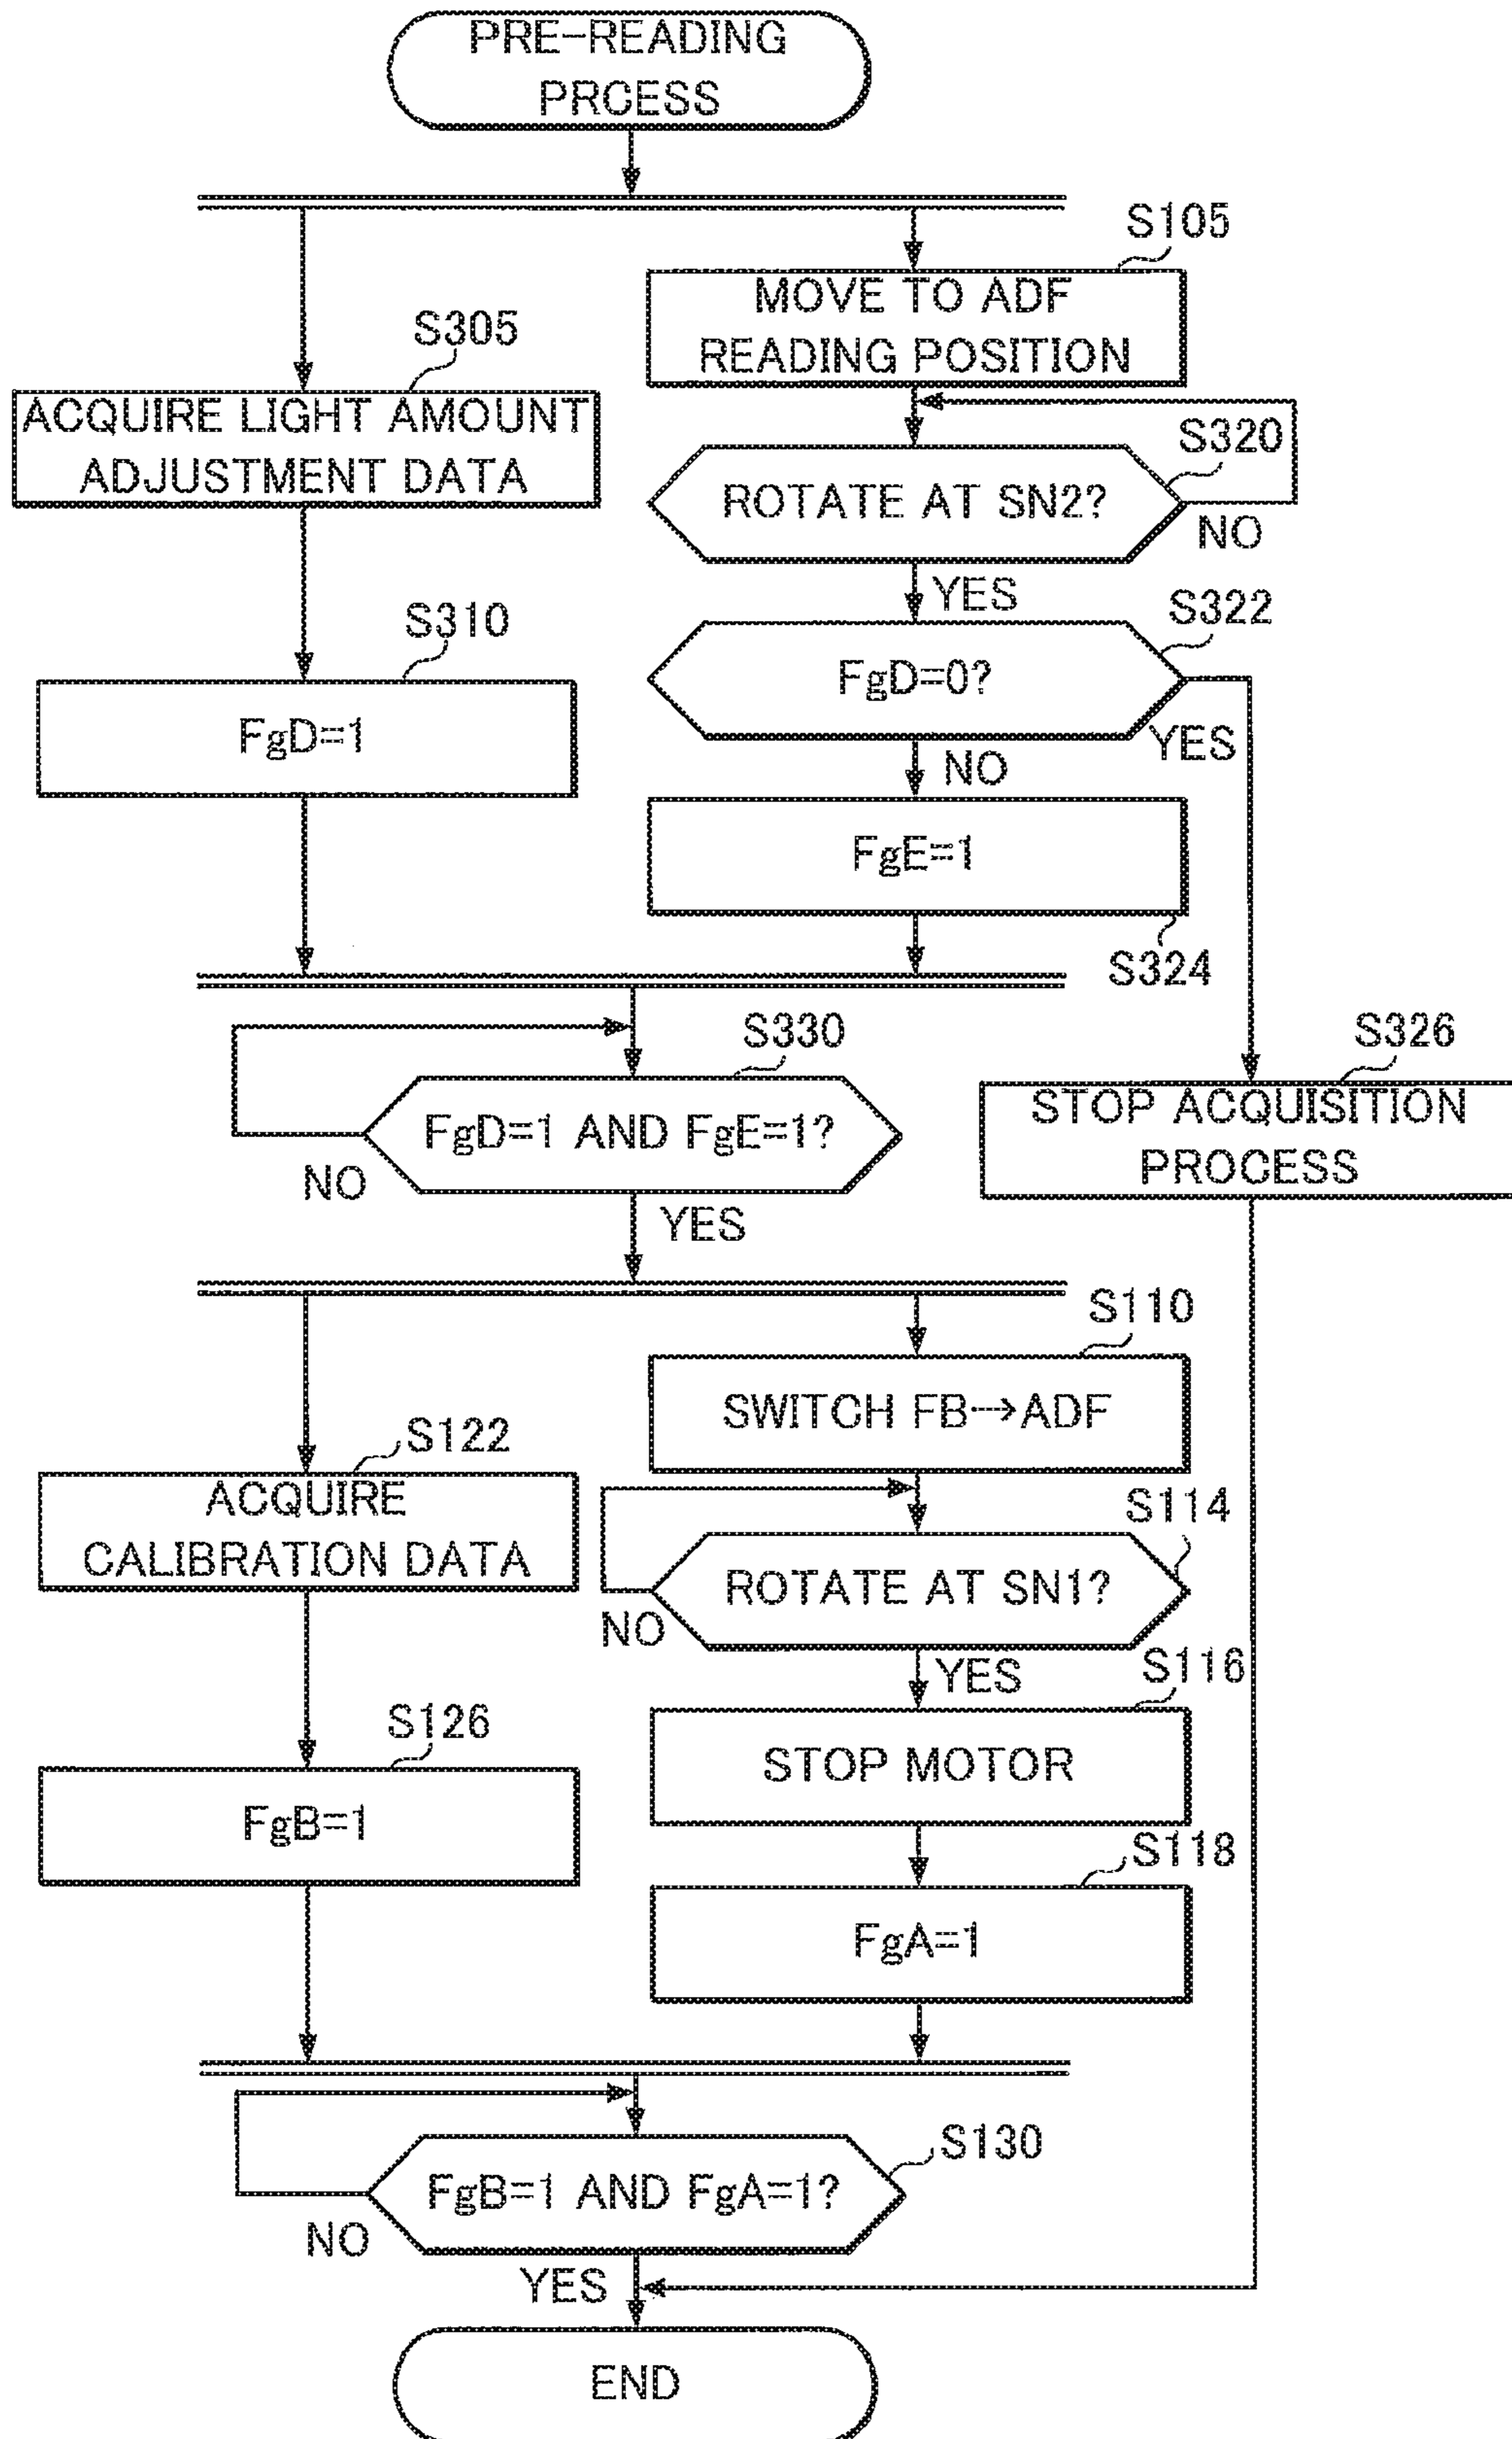 PRE-READING
PRCESS
S105
MOVE TO ADF
READING POSITION
S305
ACQUIRE LIGHT AMOUNT
ADJUSTMENT DATA
S320
ROTATE AT SN2?
NO
YES
S310
FgD=1
S322
FgD=0?
YES
NO
FgE=1
S324
S330
FgD=1 AND FgE=1?
NO
YES
S326
STOP ACQUISITION
PROCESS
S110
SWITCH FB→ADF
S122
ACQUIRE
CALIBRATION DATA
S114
ROTATE AT SN1?
NO
YES
S116
STOP MOTOR
S126
FgB=1
S118
FgA=1
S130
FgB=1 AND FgA=1?
NO
YES
END